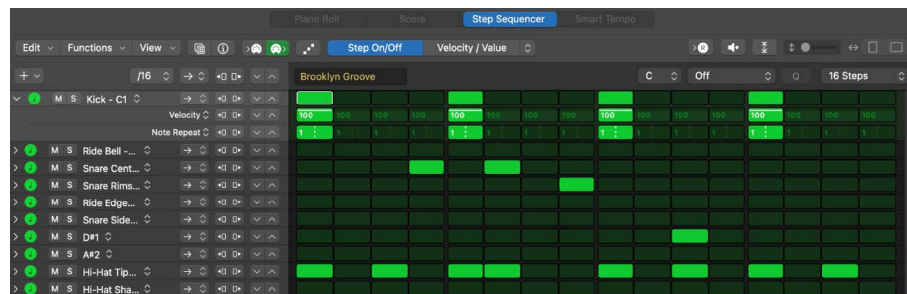 Piano Roll Score Step Sequencer Smart Tempo
Edit Functions View Step On/Off Velocity / Value
/16 Brooklyn Groove C Off Q 16 Steps
M S Kick - C1
Velocity 100 100 100 100 100 100 100 100 100 100 100 100 100 100 100 100
Note Repeat 1 1 1 1 1 1 1 1 1 1 1 1 1 1 1 1
M S Ride Bell -...
M S Snare Cent...
M S Snare Rims...
M S Ride Edge...
M S Snare Side...
M S D#1
M S A#2
M S Hi-Hat Tip...
M S Hi-Hat Sha...